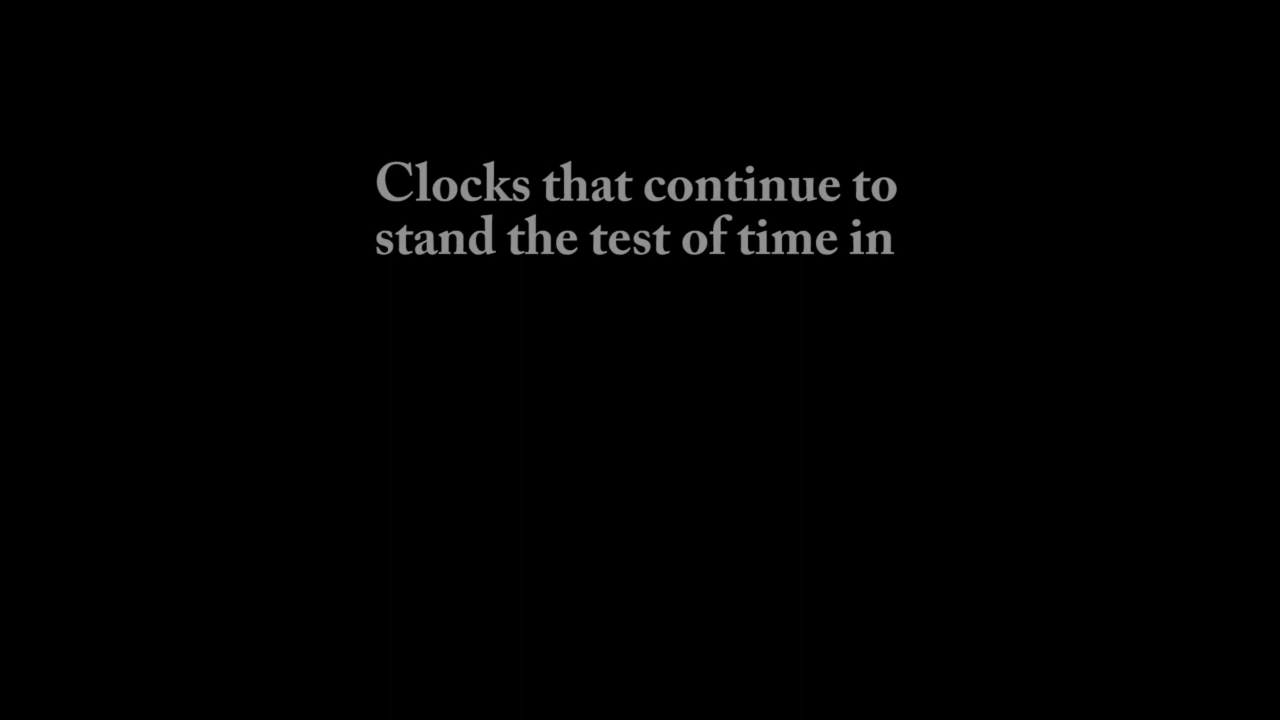 Clocks that continue to
stand the test of time in